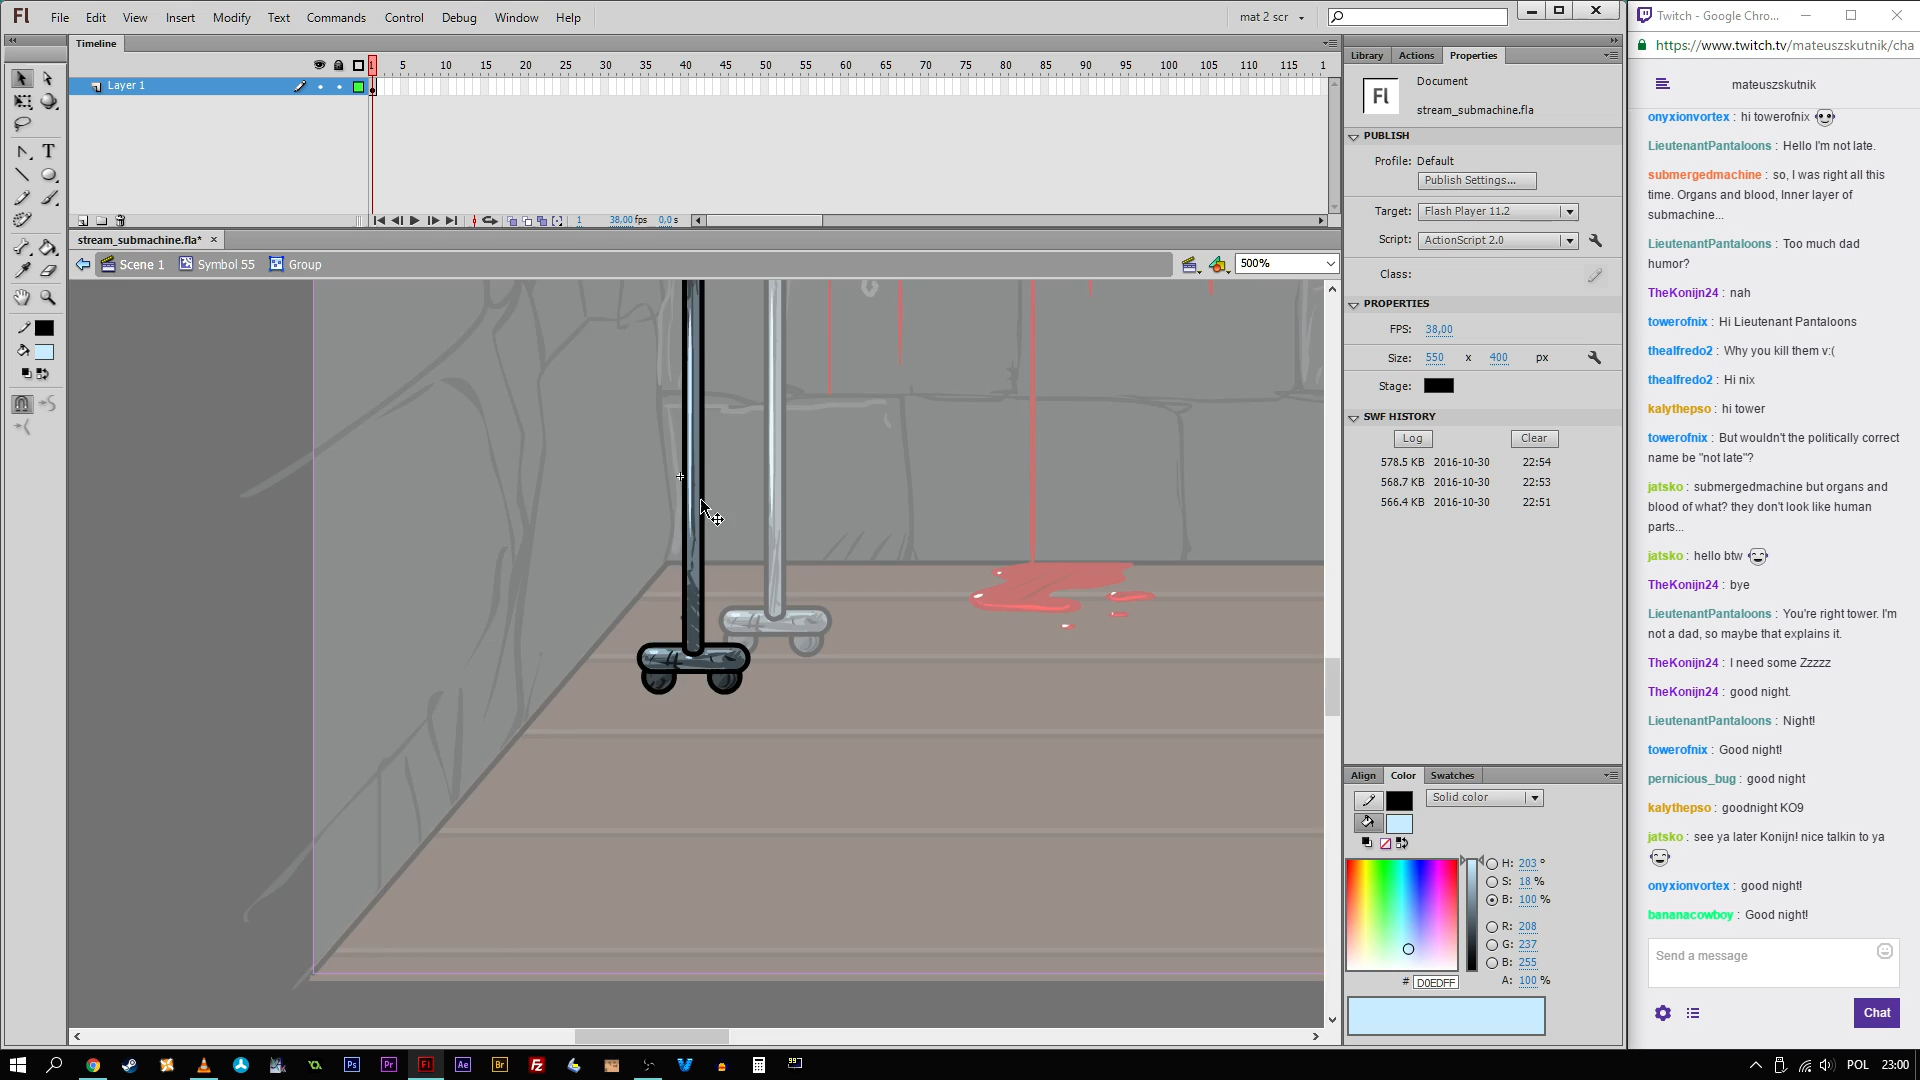 Fl File Edit View Insert Modify Text Commands Control Debug Window Help mat 2 scr
Timeline
1 5 10 15 20 25 30 35 40 45 50 55 60 65 70 75 80 85 90 95 100 105 110 115 1
Layer 1
1 38,00 fps 0,0 s
stream_submachine.fla*
Scene 1 Symbol 55 Group 500%
Library Actions Properties
Document
Fl
stream_submachine.fla
PUBLISH
Profile: Default
Publish Settings...
Target: Flash Player 11.2
Script: ActionScript 2.0
Class:
PROPERTIES
FPS: 38,00
Size: 550 x 400 px
Stage:
SWF HISTORY
Log Clear
578.5 KB 2016-10-30 22:54
568.7 KB 2016-10-30 22:53
566.4 KB 2016-10-30 22:51
Align Color Swatches
Solid color
H: 203 °
S: 18 %
B: 100 %
R: 208
G: 237
B: 255
# D0EDFF A: 100 %
Twitch - Google Chro...
https://www.twitch.tv/mateuszskutnik/cha
mateuszskutnik
onyxionvortex : hi towerofnix
LieutenantPantaloons : Hello I'm not late.
submergedmachine : so, I was right all this
time. Organs and blood, Inner layer of
submachine...
LieutenantPantaloons : Too much dad
humor?
TheKonijn24 : nah
towerofnix : Hi Lieutenant Pantaloons
thealfredo2 : Why you kill them v:(
thealfredo2 : Hi nix
kalythepso : hi tower
towerofnix : But wouldn't the politically correct
name be "not late"?
jatsko : submergedmachine but organs and
blood of what? they don't look like human
parts...
jatsko : hello btw
TheKonijn24 : bye
LieutenantPantaloons : You're right tower. I'm
not a dad, so maybe that explains it.
TheKonijn24 : I need some Zzzzz
TheKonijn24 : good night.
LieutenantPantaloons : Night!
towerofnix : Good night!
pernicious_bug : good night
kalythepso : goodnight KO9
jatsko : see ya later Konijn! nice talkin to ya
onyxionvortex : good night!
bananacowboy : Good night!
Send a message
Chat
Ps Pr Fl Ae Br Fz 99 POL 23:00